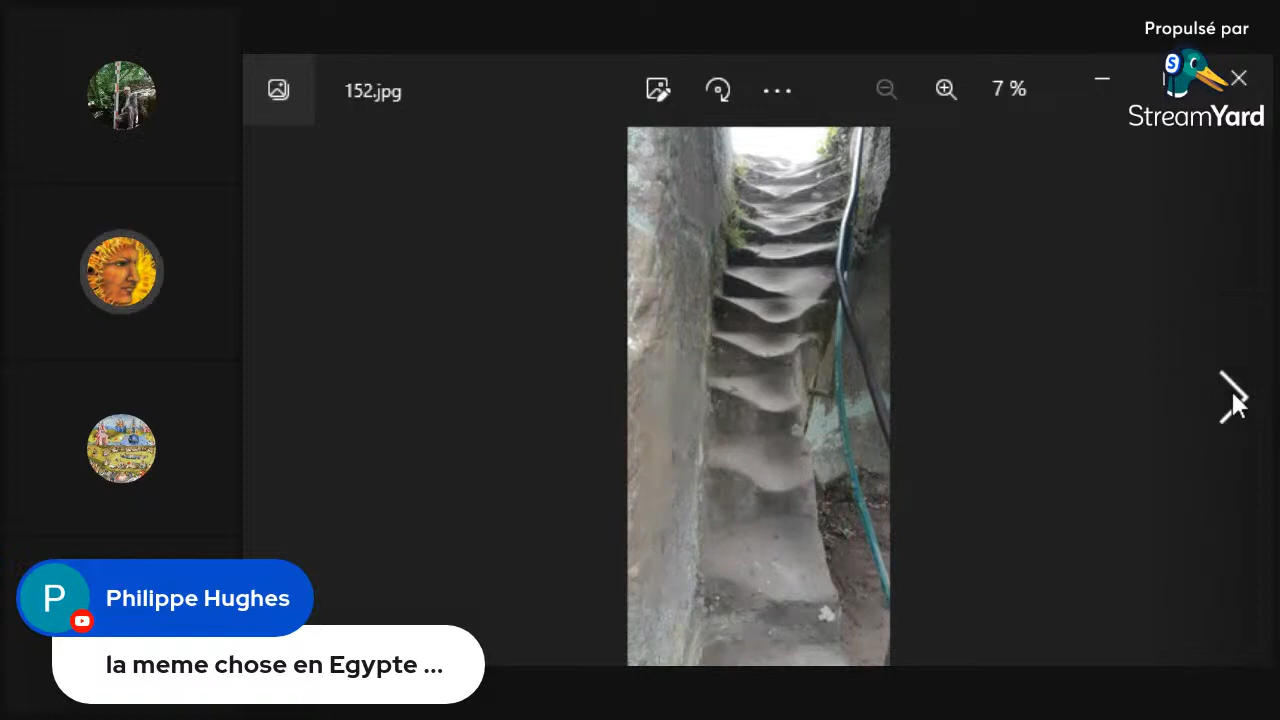 Propulsé par
StreamYard
152.jpg
7 %
P
Philippe Hughes
la meme chose en Egypte ...